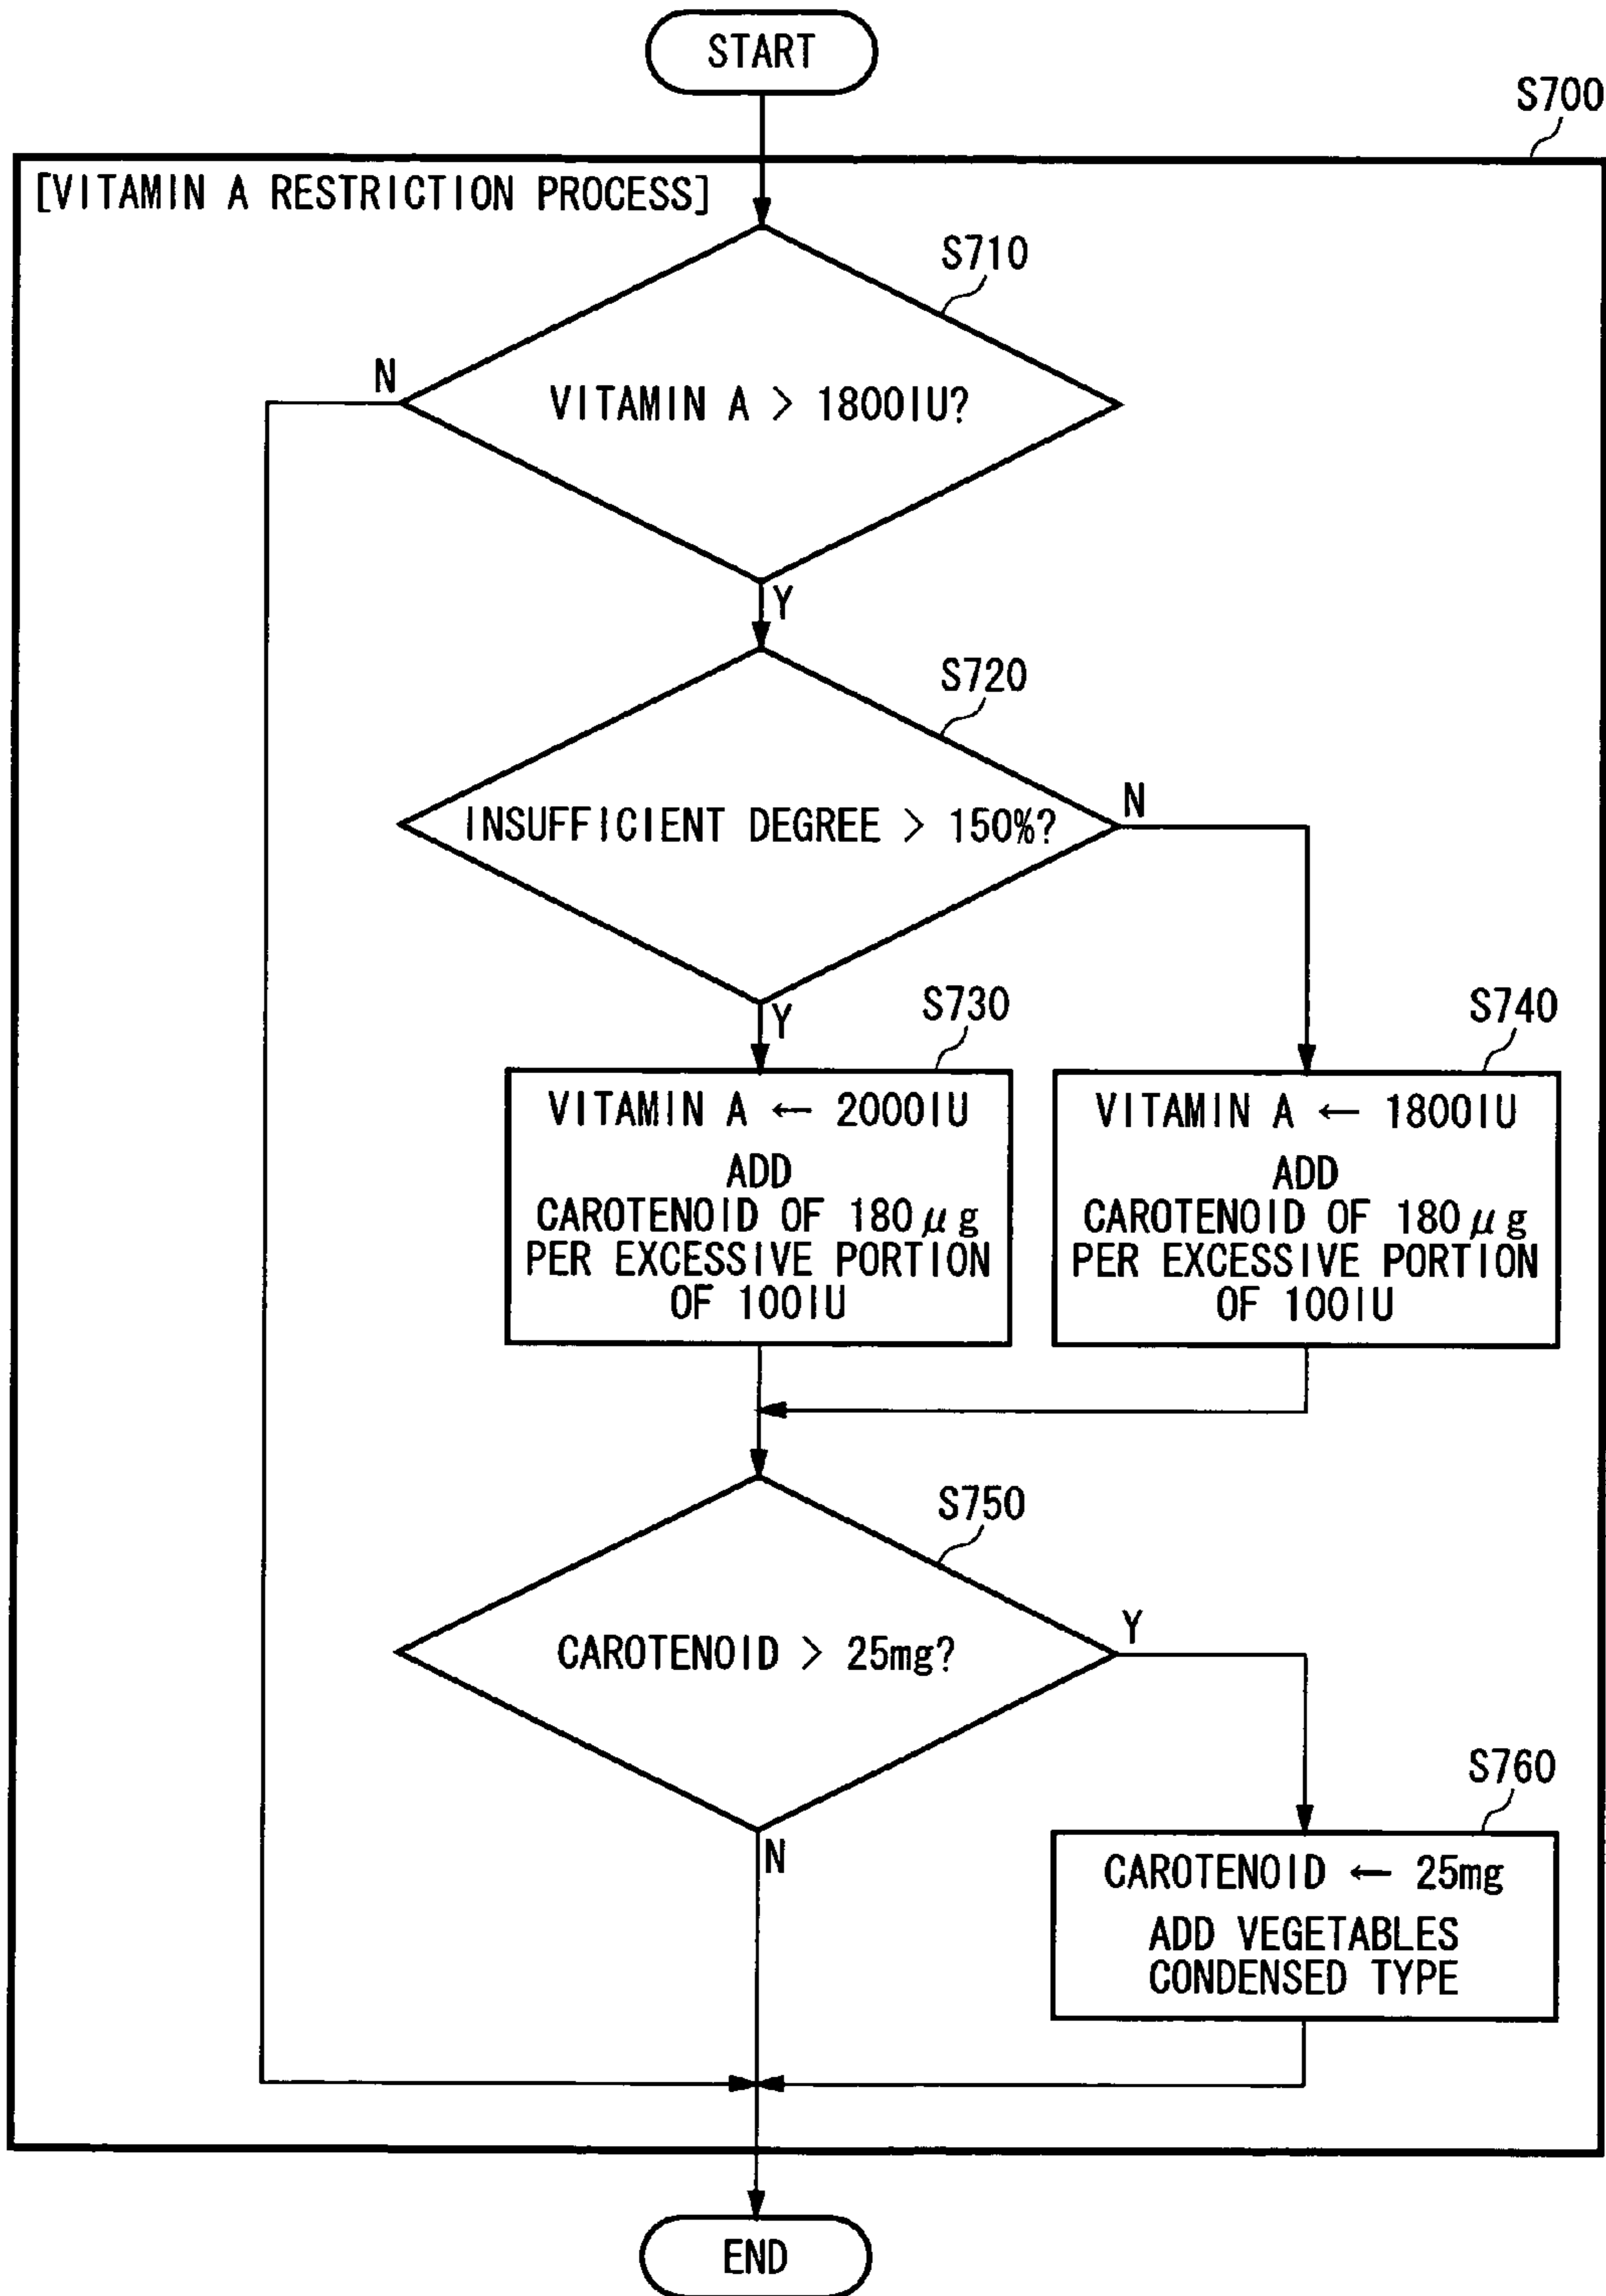 START
S700
[VITAMIN A RESTRICTION PROCESS]
S710
N
VITAMIN A > 1800IU?
Y
S720
N
INSUFFICIENT DEGREE > 150%?
Y
S730
VITAMIN A ← 2000IU
ADD
CAROTENOID OF 180μg
PER EXCESSIVE PORTION
OF 100IU
S740
VITAMIN A ← 1800IU
ADD
CAROTENOID OF 180μg
PER EXCESSIVE PORTION
OF 100IU
S750
Y
CAROTENOID > 25mg?
N
S760
CAROTENOID ← 25mg
ADD VEGETABLES
CONDENSED TYPE
END